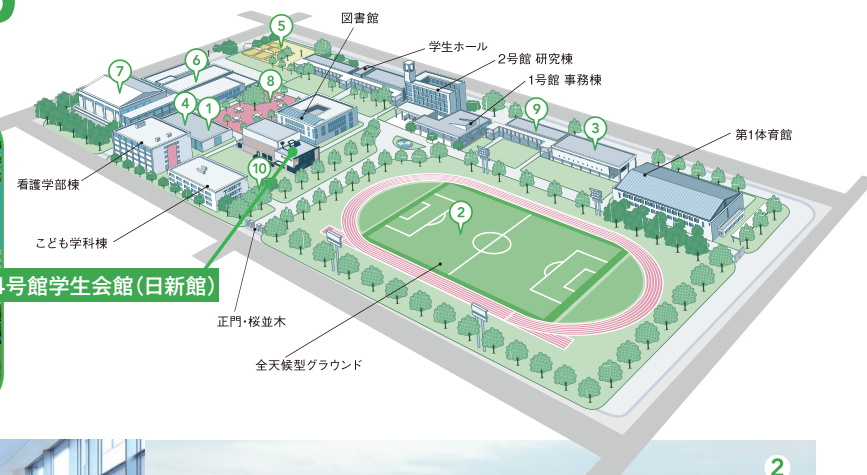 図書館
5
学生ホール
2号館 研究棟
1号館 事務棟
6
7
8
4
1
9
3
第1体育館
10
看護学部棟
2
こども学科棟
号館学生会館(日新館)
正門・桜並木
全天候型グラウンド
2